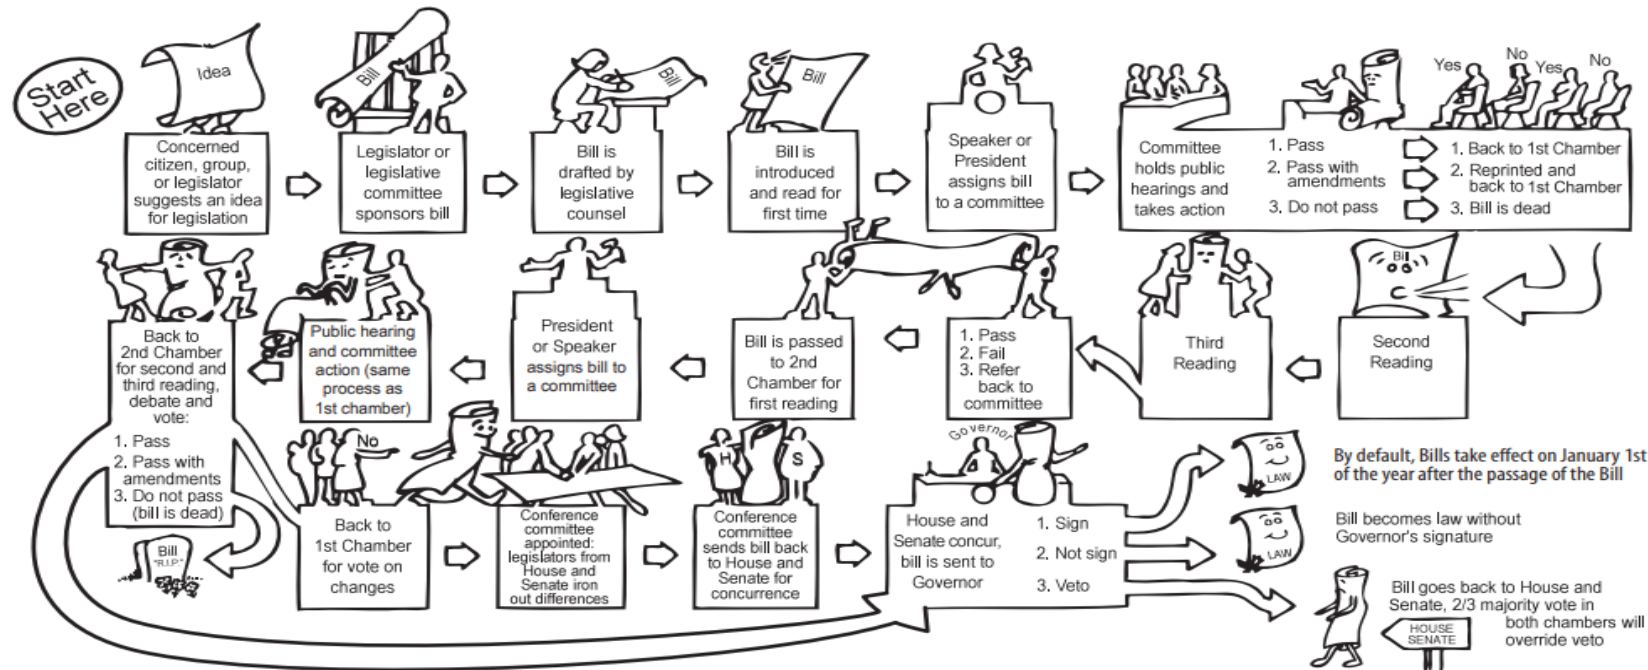 Start
Here
Idea
Concerned
citizen, group,
or legislator
suggests an idea
for legislation
Bill
Legislator or
legislative
committee
sponsors bill
Bill
Bill is
drafted by
legislative
counsel
Bill
Bill is
introduced
and read for
first time
Speaker or
President
assigns bill
to a committee
Committee
holds public
hearings and
takes action
1. Pass
2. Pass with
amendments
3. Do not pass
Yes No Yes No
1. Back to 1st Chamber
2. Reprinted and
back to 1st Chamber
3. Bill is dead
Bill
Second
Reading
Third
Reading
1. Pass
2. Fail
3. Refer
back to
committee
Bill is passed
to 2nd
Chamber for
first reading
President
or Speaker
assigns bill to
a committee
Public hearing
and committee
action (same
process as
1st chamber)
Back to
2nd Chamber
for second and
third reading,
debate and
vote:
1. Pass
2. Pass with
amendments
3. Do not pass
(bill is dead)
Bill
"R.I.P."
No
Back to
1st Chamber
for vote on
changes
Conference
committee
appointed:
legislators from
House and
Senate iron
out differences
H S
Conference
committee
sends bill back
to House and
Senate for
concurrence
Governor
House and
Senate concur,
bill is sent to
Governor
1. Sign
2. Not sign
3. Veto
LAW
By default, Bills take effect on January 1st
of the year after the passage of the Bill
LAW
Bill becomes law without
Governor's signature
Bill goes back to House and
Senate, 2/3 majority vote in
both chambers will
override veto
HOUSE
SENATE